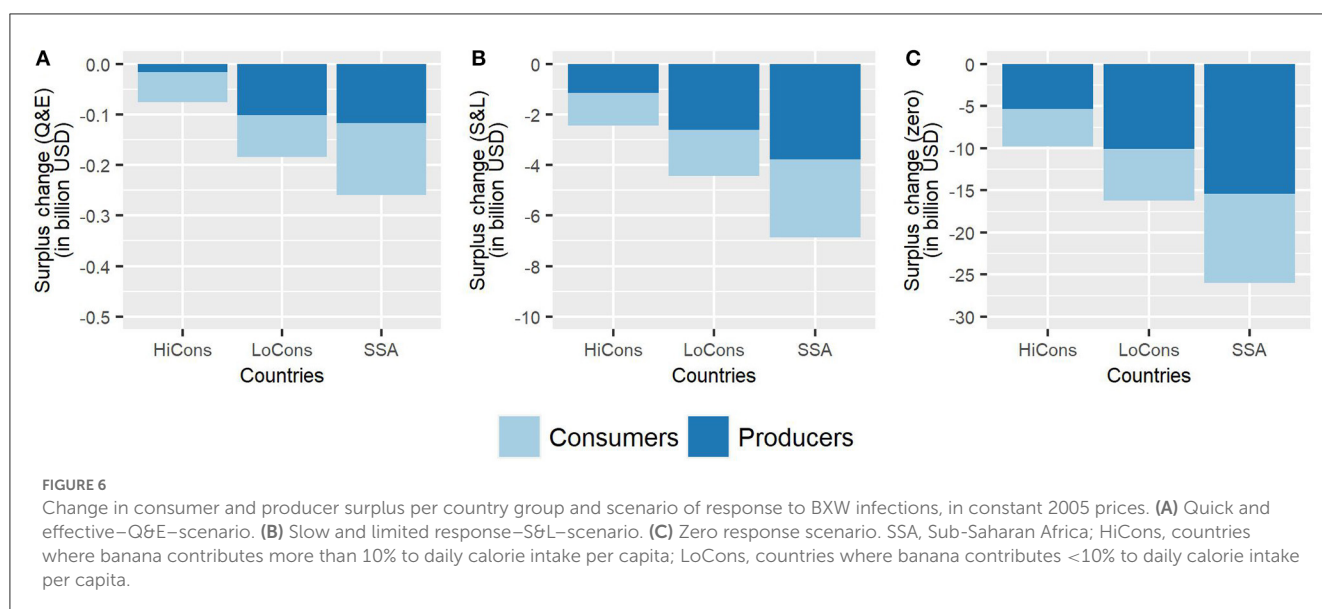 A
Surplus change (Q&E)
(in billion USD)
0.0
-0.1
-0.2
-0.3
-0.4
-0.5
HiCons LoCons SSA
Countries
B
Surplus change (S&L)
(in billion USD)
0
-2
-4
-6
-8
-10
HiCons LoCons SSA
Countries
C
Surplus change (zero)
(in billion USD)
0
-5
-10
-15
-20
-25
-30
HiCons LoCons SSA
Countries
Consumers Producers
FIGURE 6
Change in consumer and producer surplus per country group and scenario of response to BXW infections, in constant 2005 prices. (A) Quick and
effective–Q&E–scenario. (B) Slow and limited response–S&L–scenario. (C) Zero response scenario. SSA, Sub-Saharan Africa; HiCons, countries
where banana contributes more than 10% to daily calorie intake per capita; LoCons, countries where banana contributes <10% to daily calorie intake
per capita.